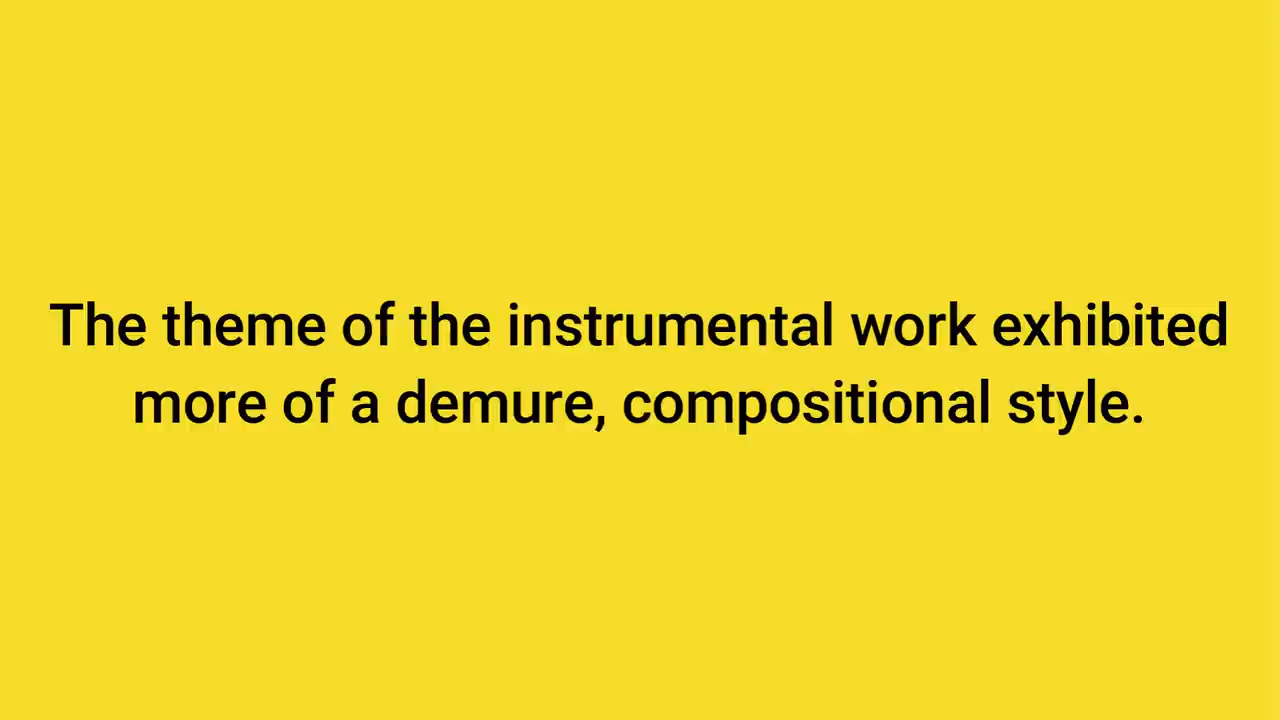 The theme of the instrumental work exhibited
more of a demure, compositional style.